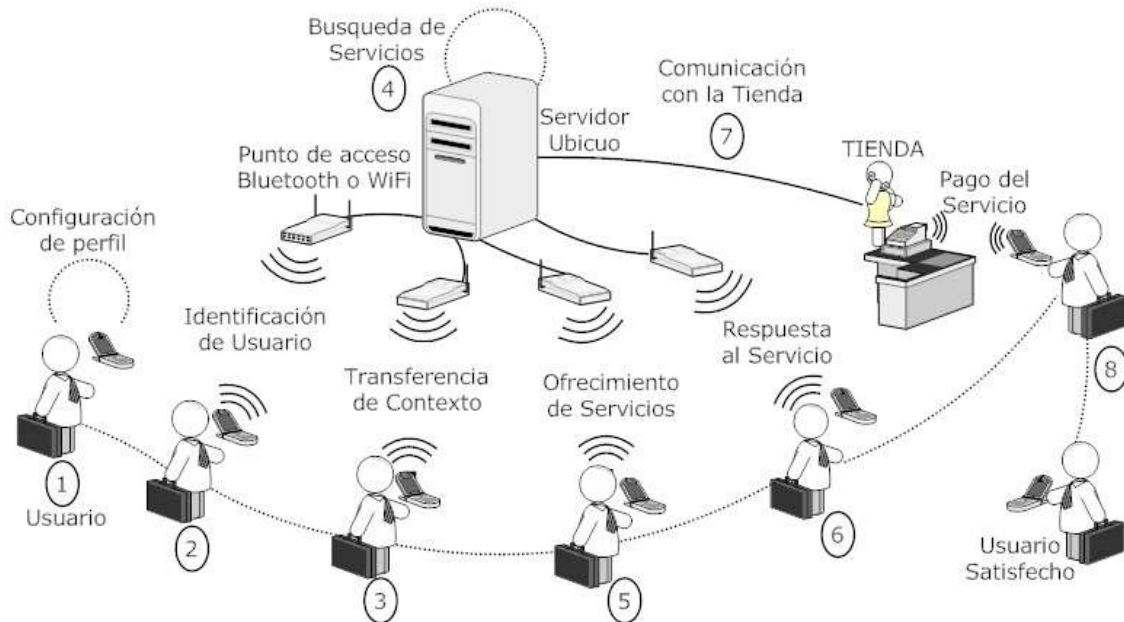 Busqueda de
Servicios
4
Comunicación
con la Tienda
7
Servidor
Ubicuo
TIENDA
Punto de acceso
Bluetooth o WiFi
Pago del
Servicio
Configuración
de perfil
Identificación
de Usuario
Respuesta
al Servicio
Transferencia
de Contexto
Ofrecimiento
de Servicios
8
1
Usuario
2
3
5
6
Usuario
Satisfecho